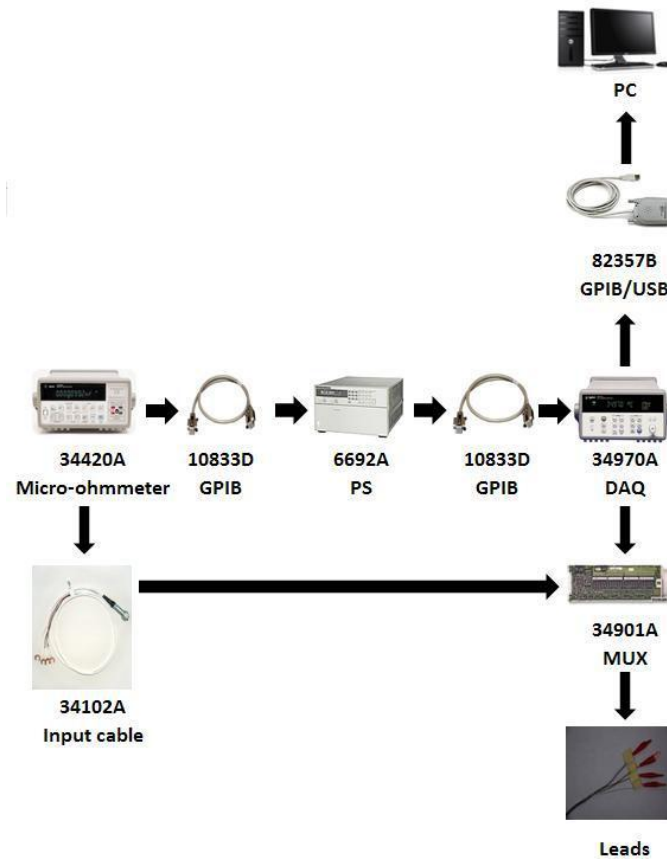 PC
82357B
GPIB/USB
34420A
Micro-ohmmeter
10833D
GPIB
6692A
PS
10833D
GPIB
34970A
DAQ
34102A
Input cable
34901A
MUX
Leads